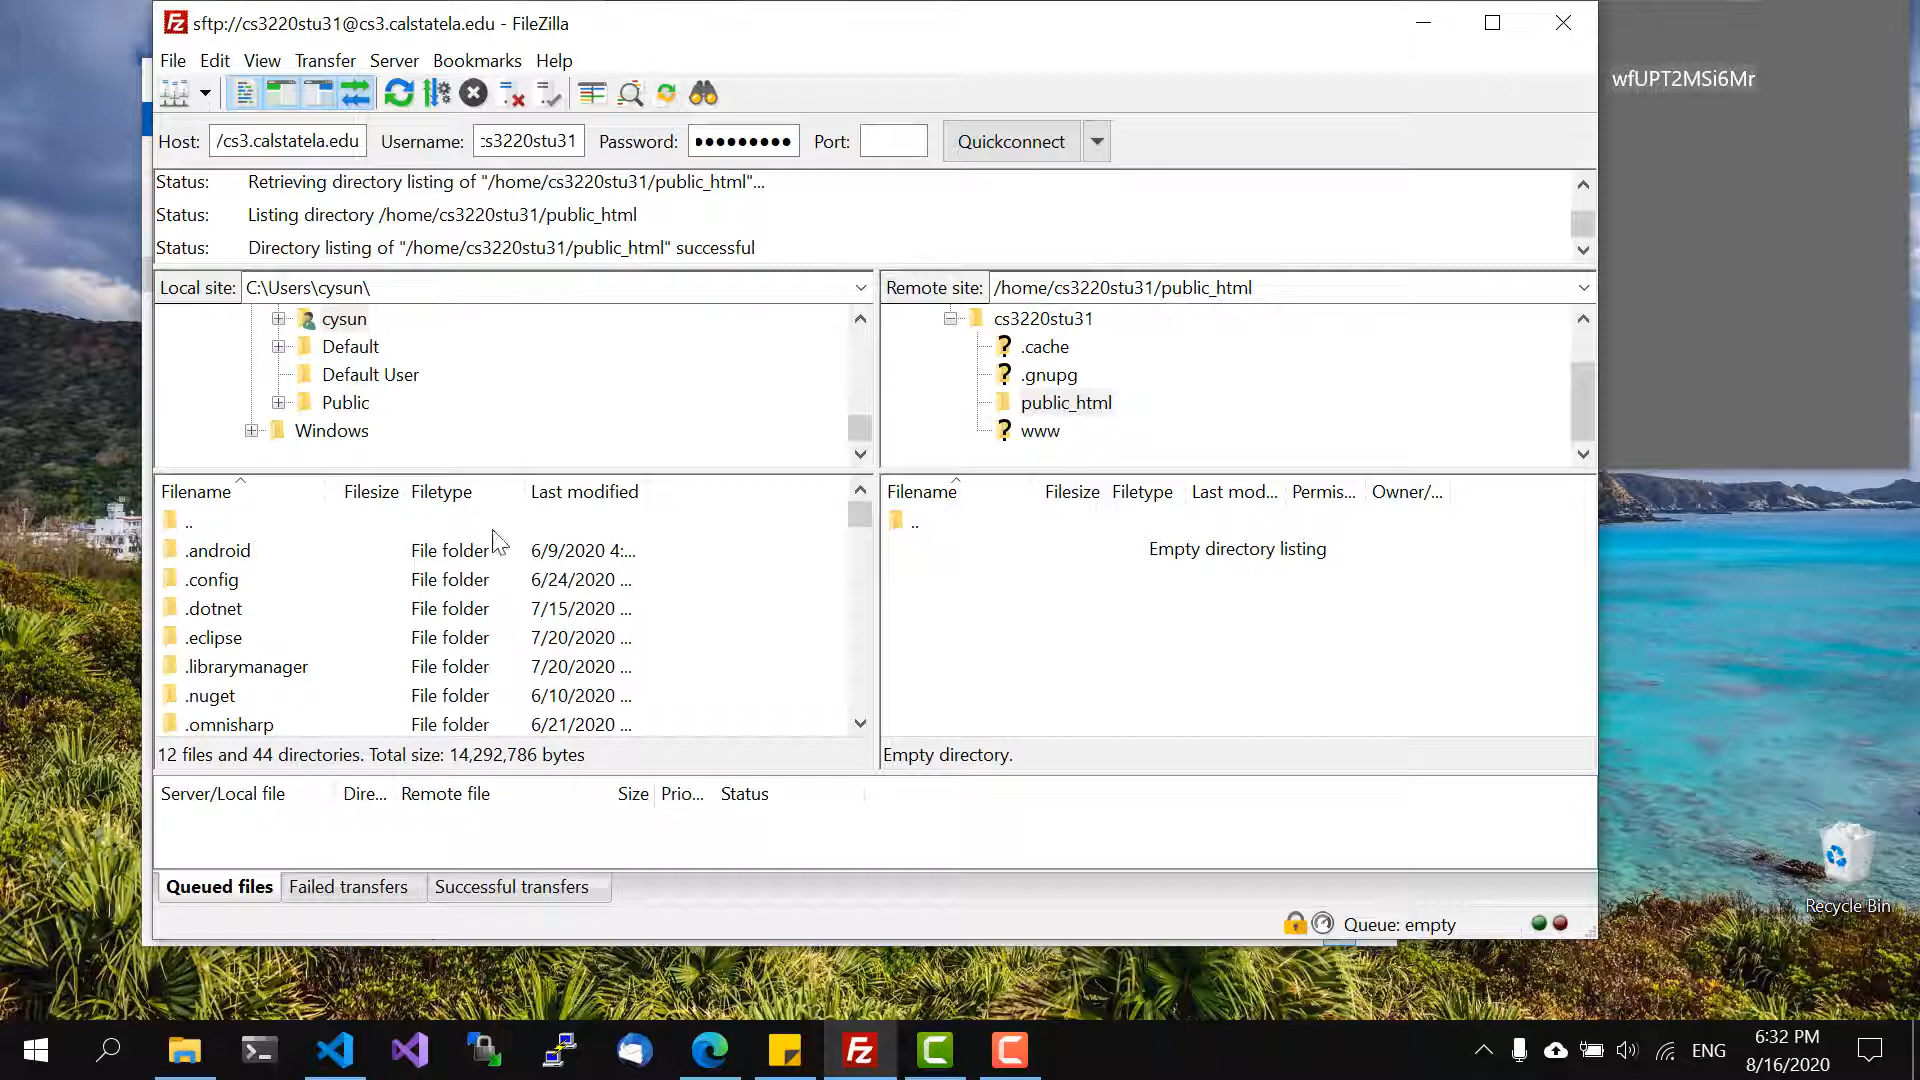 sftp://cs3220stu31@cs3.calstatela.edu - FileZilla
wfUPT2MSi6Mr
File Edit View Transfer Server Bookmarks Help
Host: /cs3.calstatela.edu Username: cs3220stu31 Password: ●●●●●●●●● Port: Quickconnect
Status: Retrieving directory listing of "/home/cs3220stu31/public_html"...
Status: Listing directory /home/cs3220stu31/public_html
Status: Directory listing of "/home/cs3220stu31/public_html" successful
Local site: C:\Users\cysun\
cysun
Default
Default User
Public
Windows
Remote site: /home/cs3220stu31/public_html
cs3220stu31
.cache
.gnupg
public_html
www
Filename Filesize Filetype Last modified
..
.android File folder 6/9/2020 4:...
.config File folder 6/24/2020 ...
.dotnet File folder 7/15/2020 ...
.eclipse File folder 7/20/2020 ...
.librarymanager File folder 7/20/2020 ...
.nuget File folder 6/10/2020 ...
.omnisharp File folder 6/21/2020 ...
12 files and 44 directories. Total size: 14,292,786 bytes
Filename Filesize Filetype Last mod... Permis... Owner/...
..
Empty directory listing
Empty directory.
Server/Local file Dire... Remote file Size Prio... Status
Queued files Failed transfers Successful transfers
Queue: empty
Recycle Bin
ENG
6:32 PM
8/16/2020